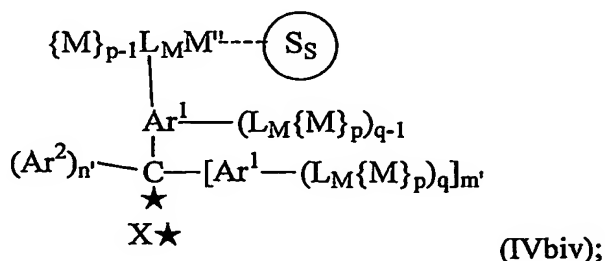 {M}p-1LMM"----SS
Ar1—(LM{M}p)q-1
(Ar2)n'—C—[Ar1—(LM{M}p)q]m'
★
X★
(IVbiv);